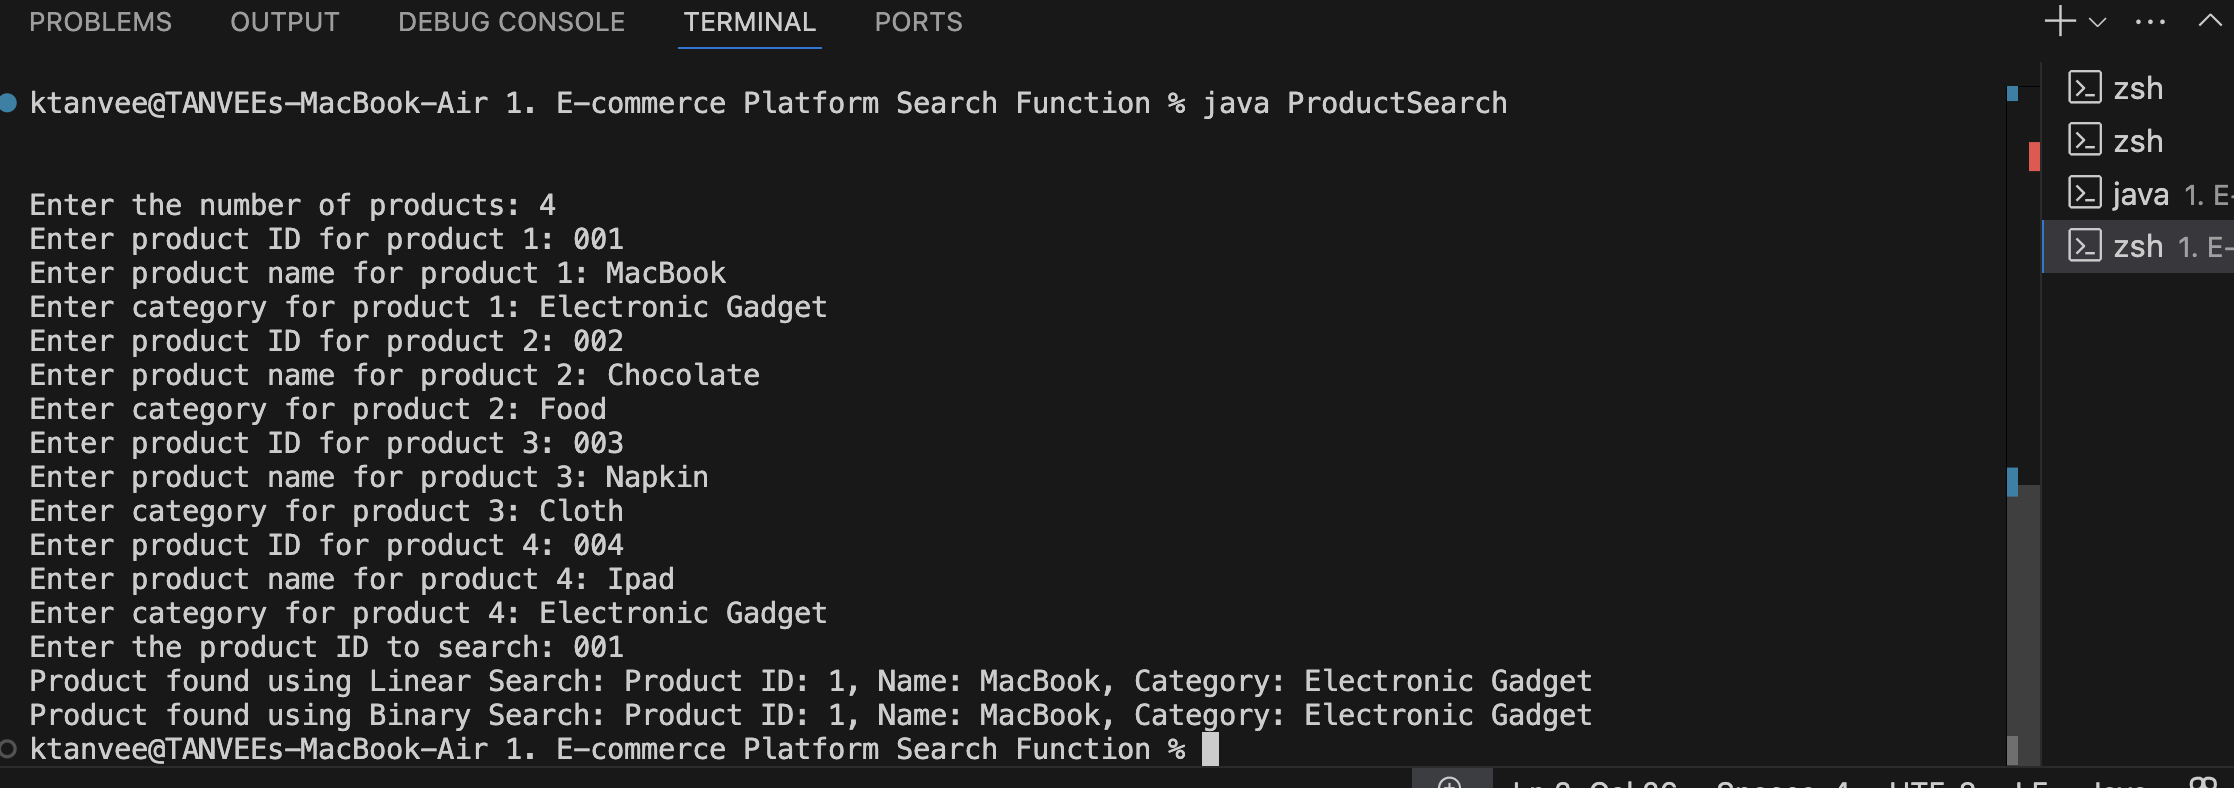 PROBLEMS OUTPUT DEBUG CONSOLE TERMINAL PORTS
ktanvee@TANVEEs-MacBook-Air 1. E-commerce Platform Search Function % java ProductSearch
Enter the number of products: 4
Enter product ID for product 1: 001
Enter product name for product 1: MacBook
Enter category for product 1: Electronic Gadget
Enter product ID for product 2: 002
Enter product name for product 2: Chocolate
Enter category for product 2: Food
Enter product ID for product 3: 003
Enter product name for product 3: Napkin
Enter category for product 3: Cloth
Enter product ID for product 4: 004
Enter product name for product 4: Ipad
Enter category for product 4: Electronic Gadget
Enter the product ID to search: 001
Product found using Linear Search: Product ID: 1, Name: MacBook, Category: Electronic Gadget
Product found using Binary Search: Product ID: 1, Name: MacBook, Category: Electronic Gadget
ktanvee@TANVEEs-MacBook-Air 1. E-commerce Platform Search Function %
zsh
zsh
java 1. E-
zsh 1. E-